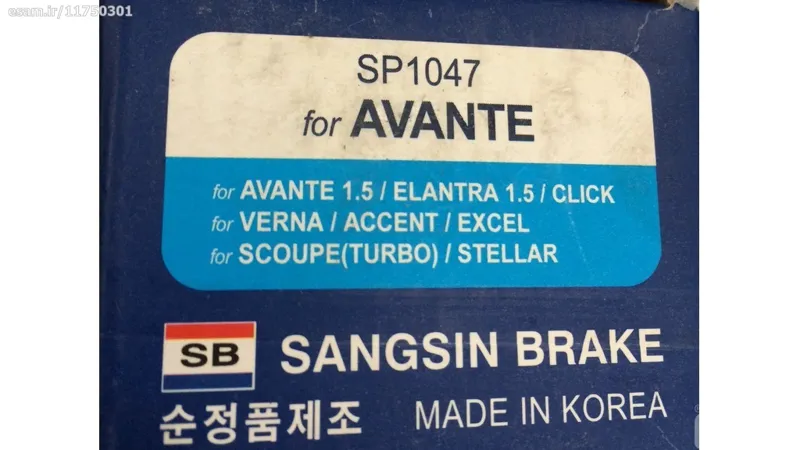 esam.ir/11750301
SP1047
for AVANTE
for AVANTE 1.5 / ELANTRA 1.5 / CLICK
for VERNA / ACCENT / EXCEL
for SCOUPE(TURBO) / STELLAR
SB SANGSIN BRAKE
순정품제조 MADE IN KOREA